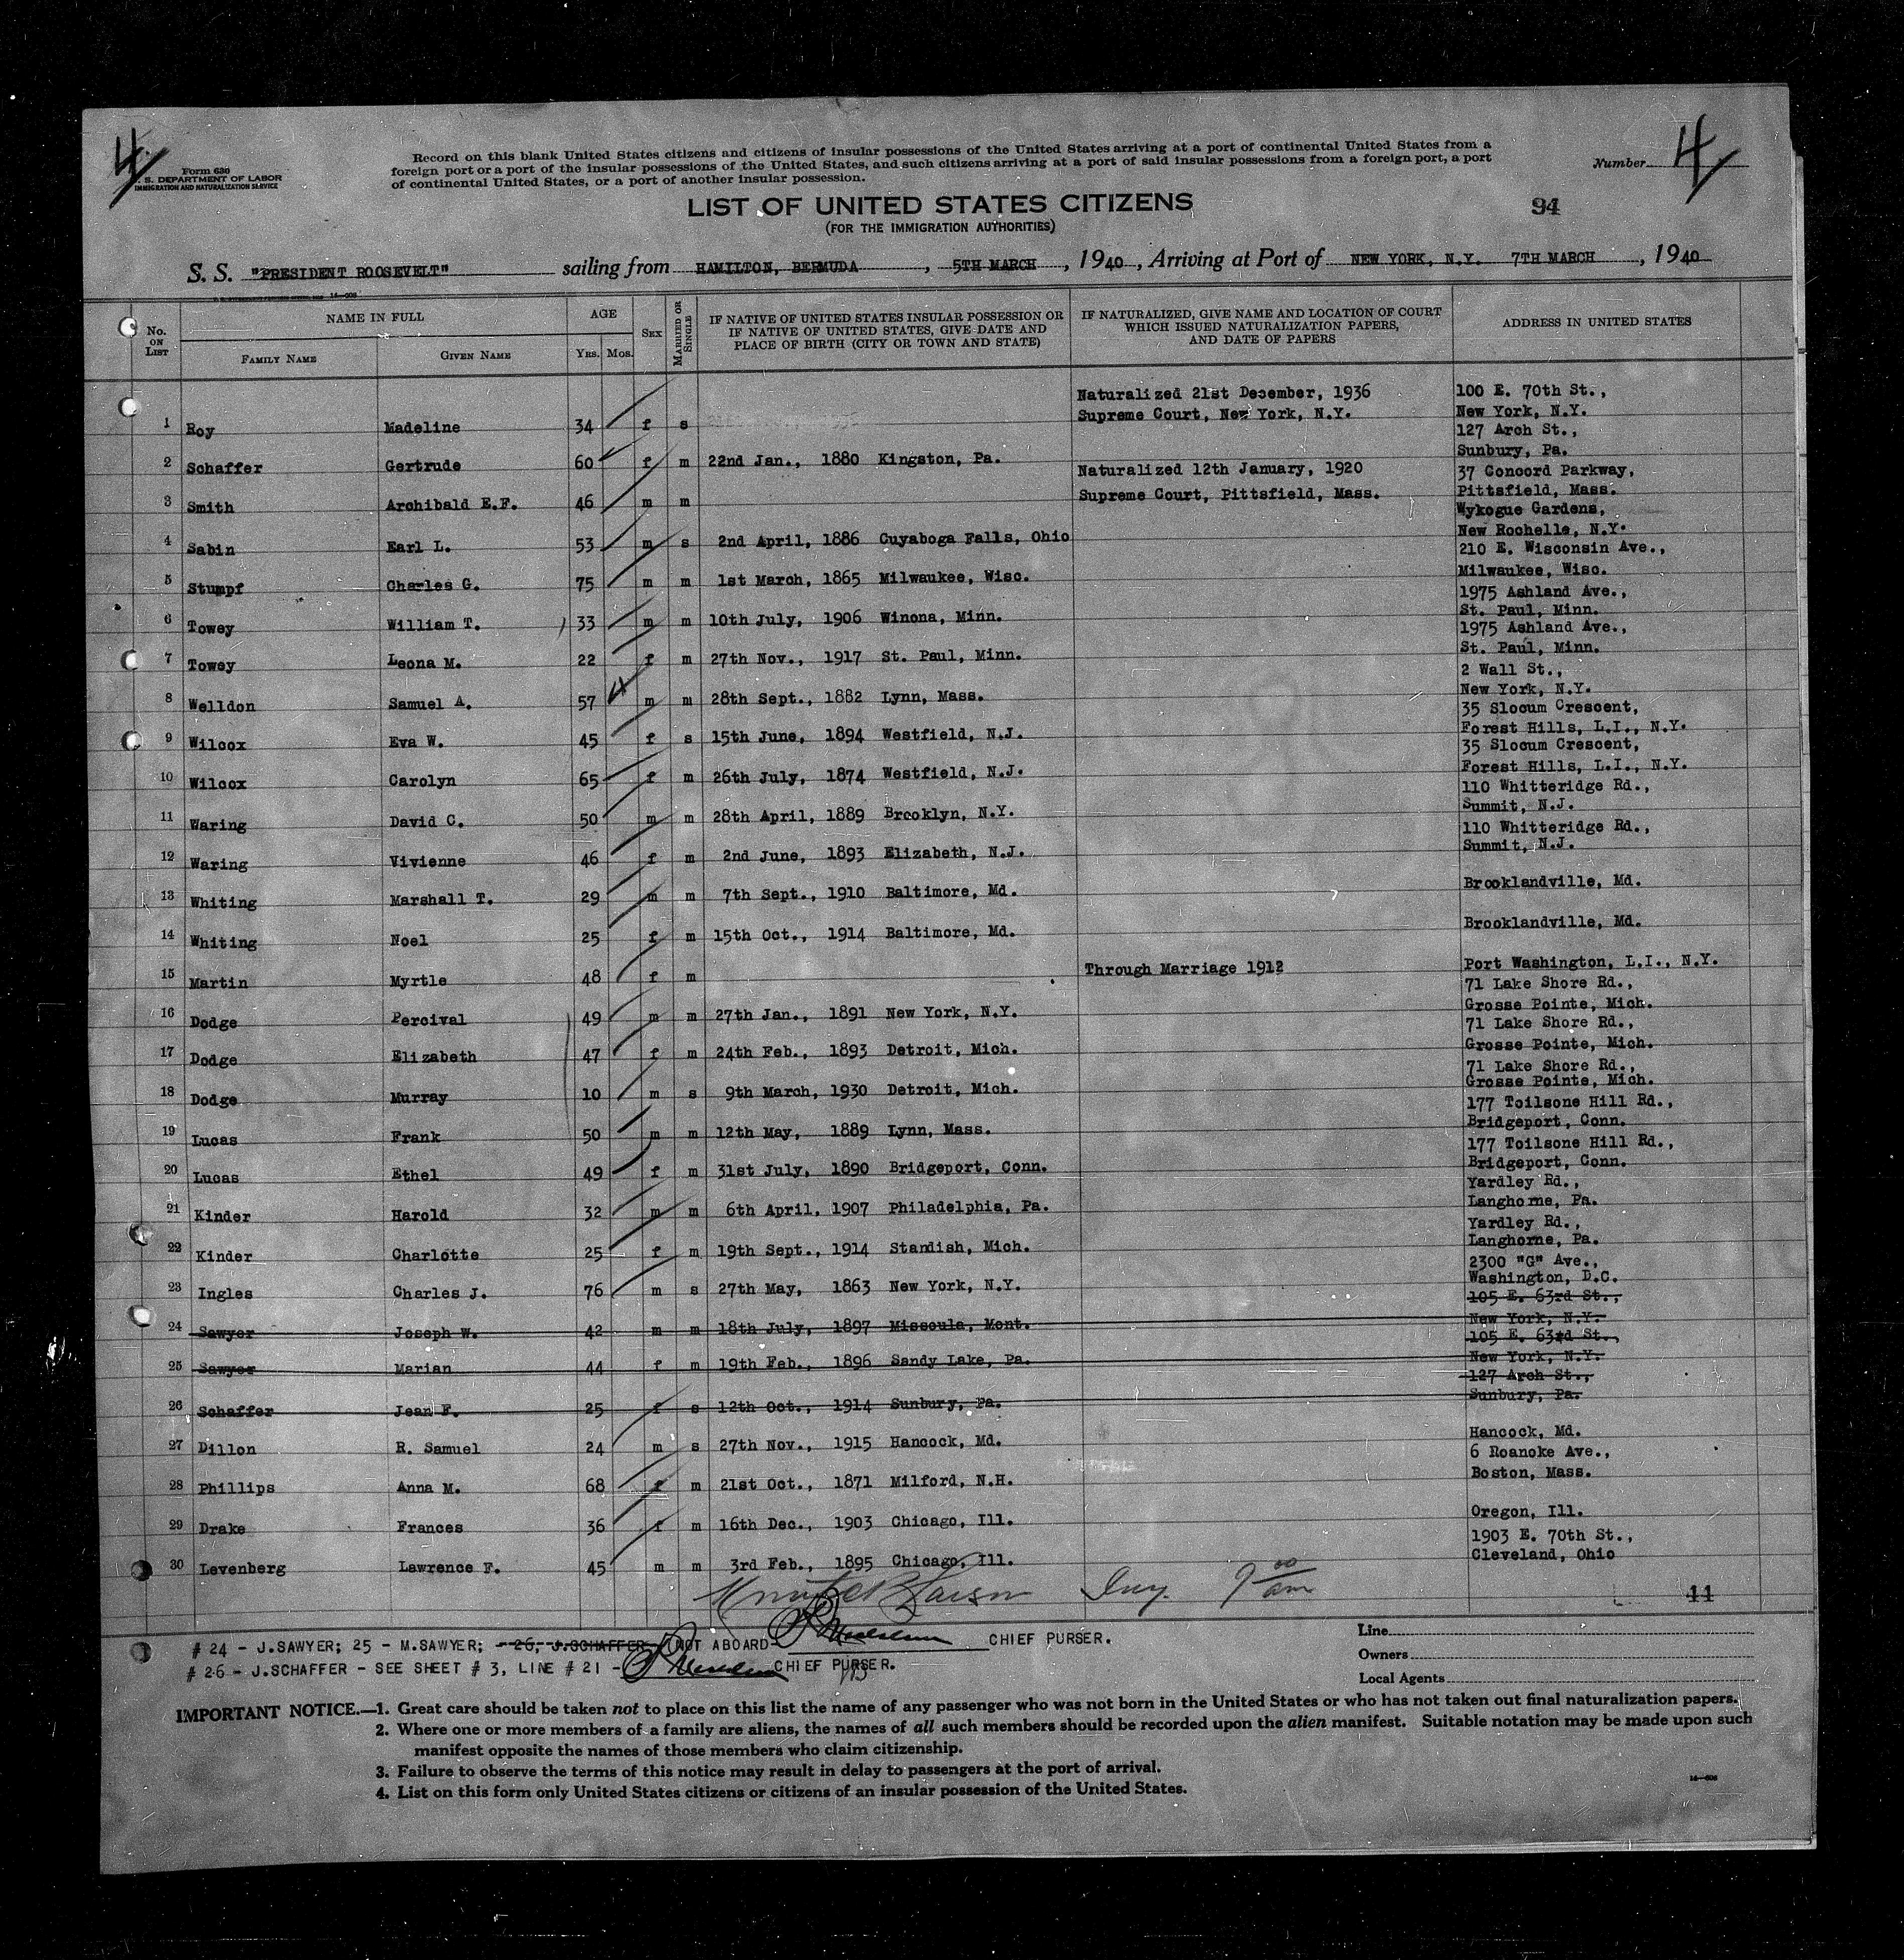 4
Form 630
U. S. DEPARTMENT OF LABOR
IMMIGRATION AND NATURALIZATION SERVICE
Record on this blank United States citizens and citizens of insular possessions of the United States arriving at a port of continental United States from a
foreign port or a port of the insular possessions of the United States, and such citizens arriving at a port of said insular possessions from a foreign port, a port
of continental United States, or a port of another insular possession.
Number 4
LIST OF UNITED STATES CITIZENS
(FOR THE IMMIGRATION AUTHORITIES)
94
S. S. "PRESIDENT ROOSEVELT" sailing from HAMILTON, BERMUDA, 5TH MARCH, 1940, Arriving at Port of NEW YORK, N.Y. 7TH MARCH, 1940
No. ON LIST
NAME IN FULL
FAMILY NAME GIVEN NAME
AGE
YRS. MOS.
SEX
MARRIED OR SINGLE
IF NATIVE OF UNITED STATES INSULAR POSSESSION OR
IF NATIVE OF UNITED STATES, GIVE DATE AND
PLACE OF BIRTH (CITY OR TOWN AND STATE)
IF NATURALIZED, GIVE NAME AND LOCATION OF COURT
WHICH ISSUED NATURALIZATION PAPERS,
AND DATE OF PAPERS
ADDRESS IN UNITED STATES
Naturalized 21st December, 1936 100 E. 70th St.,
1 Roy Madeline 34 f s Supreme Court, New York, N.Y. New York, N.Y.
127 Arch St.,
2 Schaffer Gertrude 60 f m 22nd Jan., 1880 Kingston, Pa. Sunbury, Pa.
Naturalized 12th January, 1920 37 Concord Parkway,
3 Smith Archibald E.F. 46 m m Supreme Court, Pittsfield, Mass. Pittsfield, Mass.
Wykogue Gardens,
4 Sabin Earl L. 53 m s 2nd April, 1886 Cuyaboga Falls, Ohio New Rochelle, N.Y.
210 E. Wisconsin Ave.,
5 Stumpf Charles G. 75 m m 1st March, 1865 Milwaukee, Wisc. Milwaukee, Wisc.
1975 Ashland Ave.,
6 Towey William T. 33 m m 10th July, 1906 Winona, Minn. St. Paul, Minn.
1975 Ashland Ave.,
7 Towey Leona M. 22 f m 27th Nov., 1917 St. Paul, Minn. St. Paul, Minn.
2 Wall St.,
8 Welldon Samuel A. 57 m m 28th Sept., 1882 Lynn, Mass. New York, N.Y.
35 Slocum Crescent,
9 Wilcox Eva W. 45 f s 15th June, 1894 Westfield, N.J. Forest Hills, L.I., N.Y.
35 Slocum Crescent,
10 Wilcox Carolyn 65 f m 26th July, 1874 Westfield, N.J. Forest Hills, L.I., N.Y.
110 Whitteridge Rd.,
11 Waring David C. 50 m m 28th April, 1889 Brooklyn, N.Y. Summit, N.J.
110 Whitteridge Rd.,
12 Waring Vivienne 46 f m 2nd June, 1893 Elizabeth, N.J. Summit, N.J.
13 Whiting Marshall T. 29 m m 7th Sept., 1910 Baltimore, Md. Brooklandville, Md.
14 Whiting Noel 25 f m 15th Oct., 1914 Baltimore, Md. Brooklandville, Md.
15 Martin Myrtle 48 f m Through Marriage 1912 Port Washington, L.I., N.Y.
71 Lake Shore Rd.,
16 Dodge Percival 49 m m 27th Jan., 1891 New York, N.Y. Grosse Pointe, Mich.
71 Lake Shore Rd.,
17 Dodge Elizabeth 47 f m 24th Feb., 1893 Detroit, Mich. Grosse Pointe, Mich.
71 Lake Shore Rd.,
18 Dodge Murray 10 m s 9th March, 1930 Detroit, Mich. Grosse Pointe, Mich.
177 Toilsone Hill Rd.,
19 Lucas Frank 50 m m 12th May, 1889 Lynn, Mass. Bridgeport, Conn.
177 Toilsone Hill Rd.,
20 Lucas Ethel 49 f m 31st July, 1890 Bridgeport, Conn. Bridgeport, Conn.
Yardley Rd.,
21 Kinder Harold 32 m m 6th April, 1907 Philadelphia, Pa. Langhorne, Pa.
Yardley Rd.,
22 Kinder Charlotte 25 f m 19th Sept., 1914 Standish, Mich. Langhorne, Pa.
2300 "G" Ave.,
23 Ingles Charles J. 76 m s 27th May, 1863 New York, N.Y. Washington, D.C.
105 E. 63rd St.,
24 Sawyer Joseph W. 42 m m 18th July, 1897 Missoula, Mont. New York, N.Y.
105 E. 63rd St.,
25 Sawyer Marian 44 f m 19th Feb., 1896 Sandy Lake, Pa. New York, N.Y.
127 Arch St.,
26 Schaffer Jean F. 25 f s 12th Oct., 1914 Sunbury, Pa. Sunbury, Pa.
27 Dillon R. Samuel 24 m s 27th Nov., 1915 Hancock, Md. Hancock, Md.
6 Roanoke Ave.,
28 Phillips Anna M. 68 f m 21st Oct., 1871 Milford, N.H. Boston, Mass.
29 Drake Frances 36 f m 16th Dec., 1903 Chicago, Ill. Oregon, Ill.
1903 E. 70th St.,
30 Levenberg Lawrence F. 45 m m 3rd Feb., 1895 Chicago, Ill. Cleveland, Ohio
9 00 am
11
# 24 - J.SAWYER; 25 - M.SAWYER; 26, J.SCHAFFER, NOT ABOARD- CHIEF PURSER.
# 26 - J.SCHAFFER - SEE SHEET # 3, LINE # 21 - CHIEF PURSER.
Line
Owners
Local Agents
IMPORTANT NOTICE.—1. Great care should be taken not to place on this list the name of any passenger who was not born in the United States or who has not taken out final naturalization papers.
2. Where one or more members of a family are aliens, the names of all such members should be recorded upon the alien manifest. Suitable notation may be made upon such
manifest opposite the names of those members who claim citizenship.
3. Failure to observe the terms of this notice may result in delay to passengers at the port of arrival.
4. List on this form only United States citizens or citizens of an insular possession of the United States.